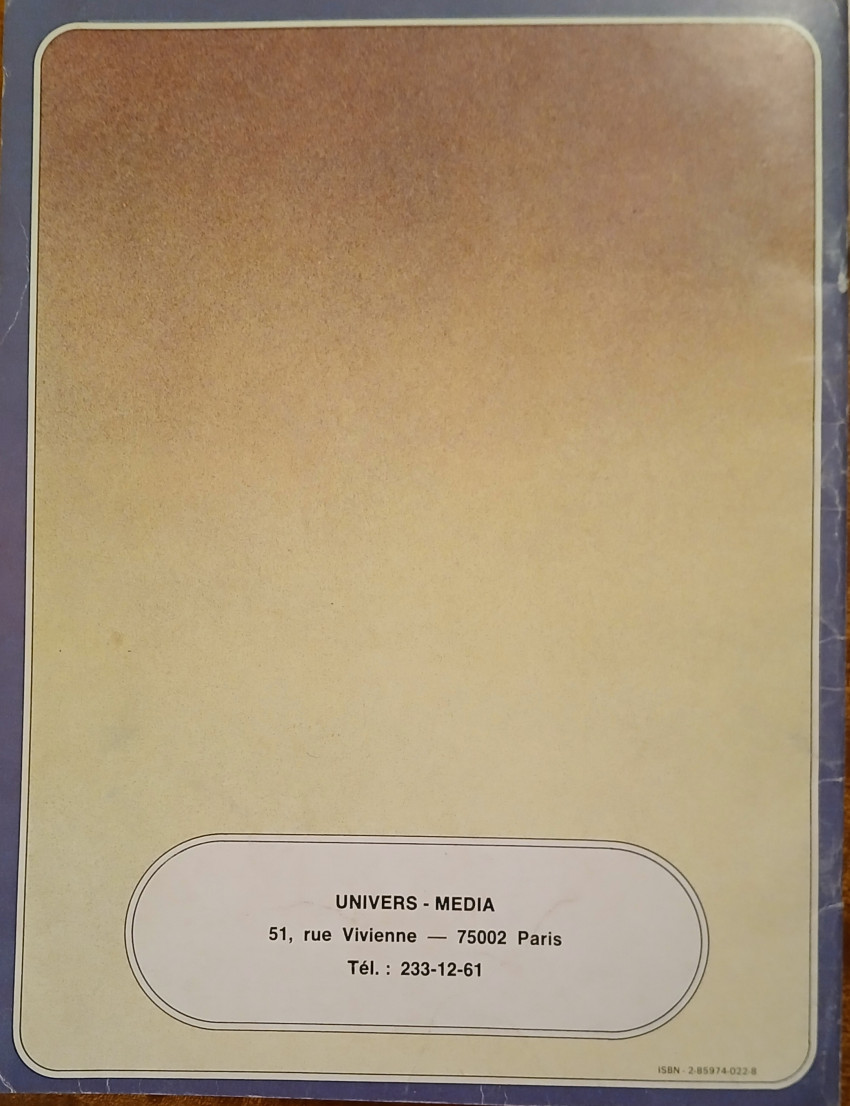 UNIVERS - MEDIA
51, rue Vivienne — 75002 Paris
Tél. : 233-12-61
ISBN - 2-85974-022-8